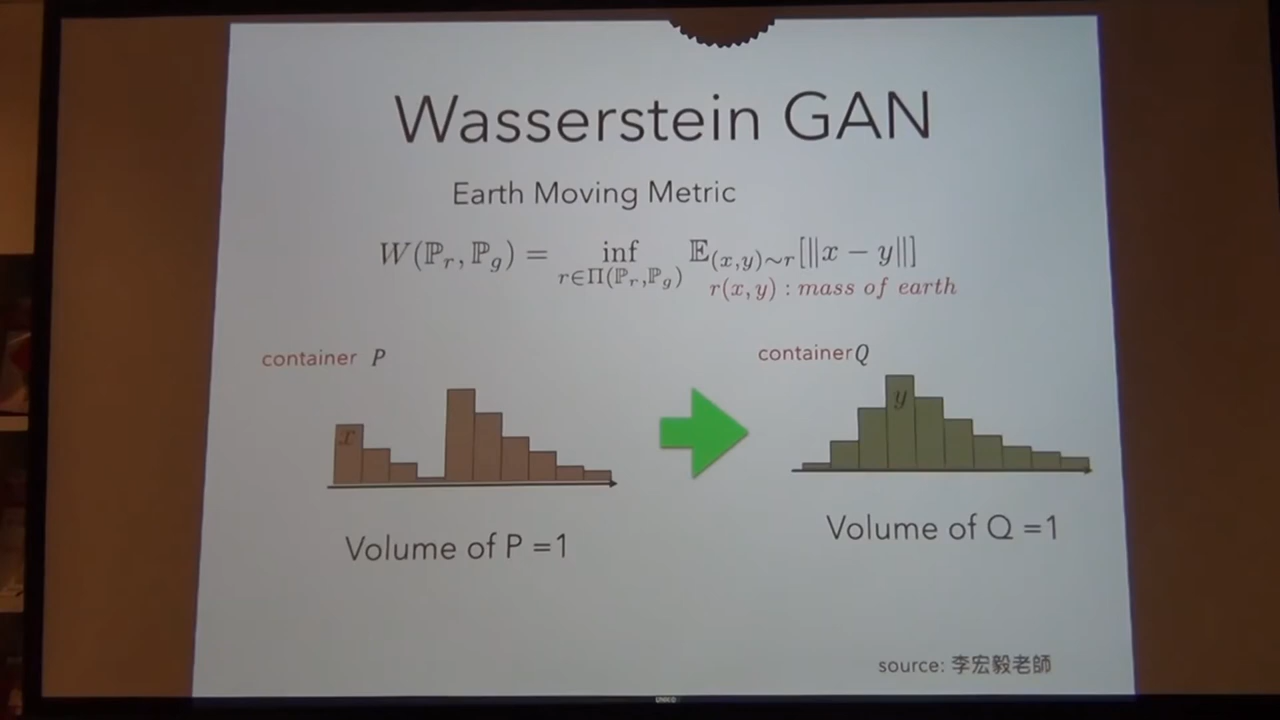 Wasserstein GAN
Earth Moving Metric
W(ℙ_r, ℙ_g) = inf_{r∈Π(ℙ_r,ℙ_g)} 𝔼_{(x,y)∼r}[‖x − y‖]
r(x, y) : mass of earth
container P
container Q
x
y
Volume of P =1
Volume of Q =1
source: 李宏毅老師